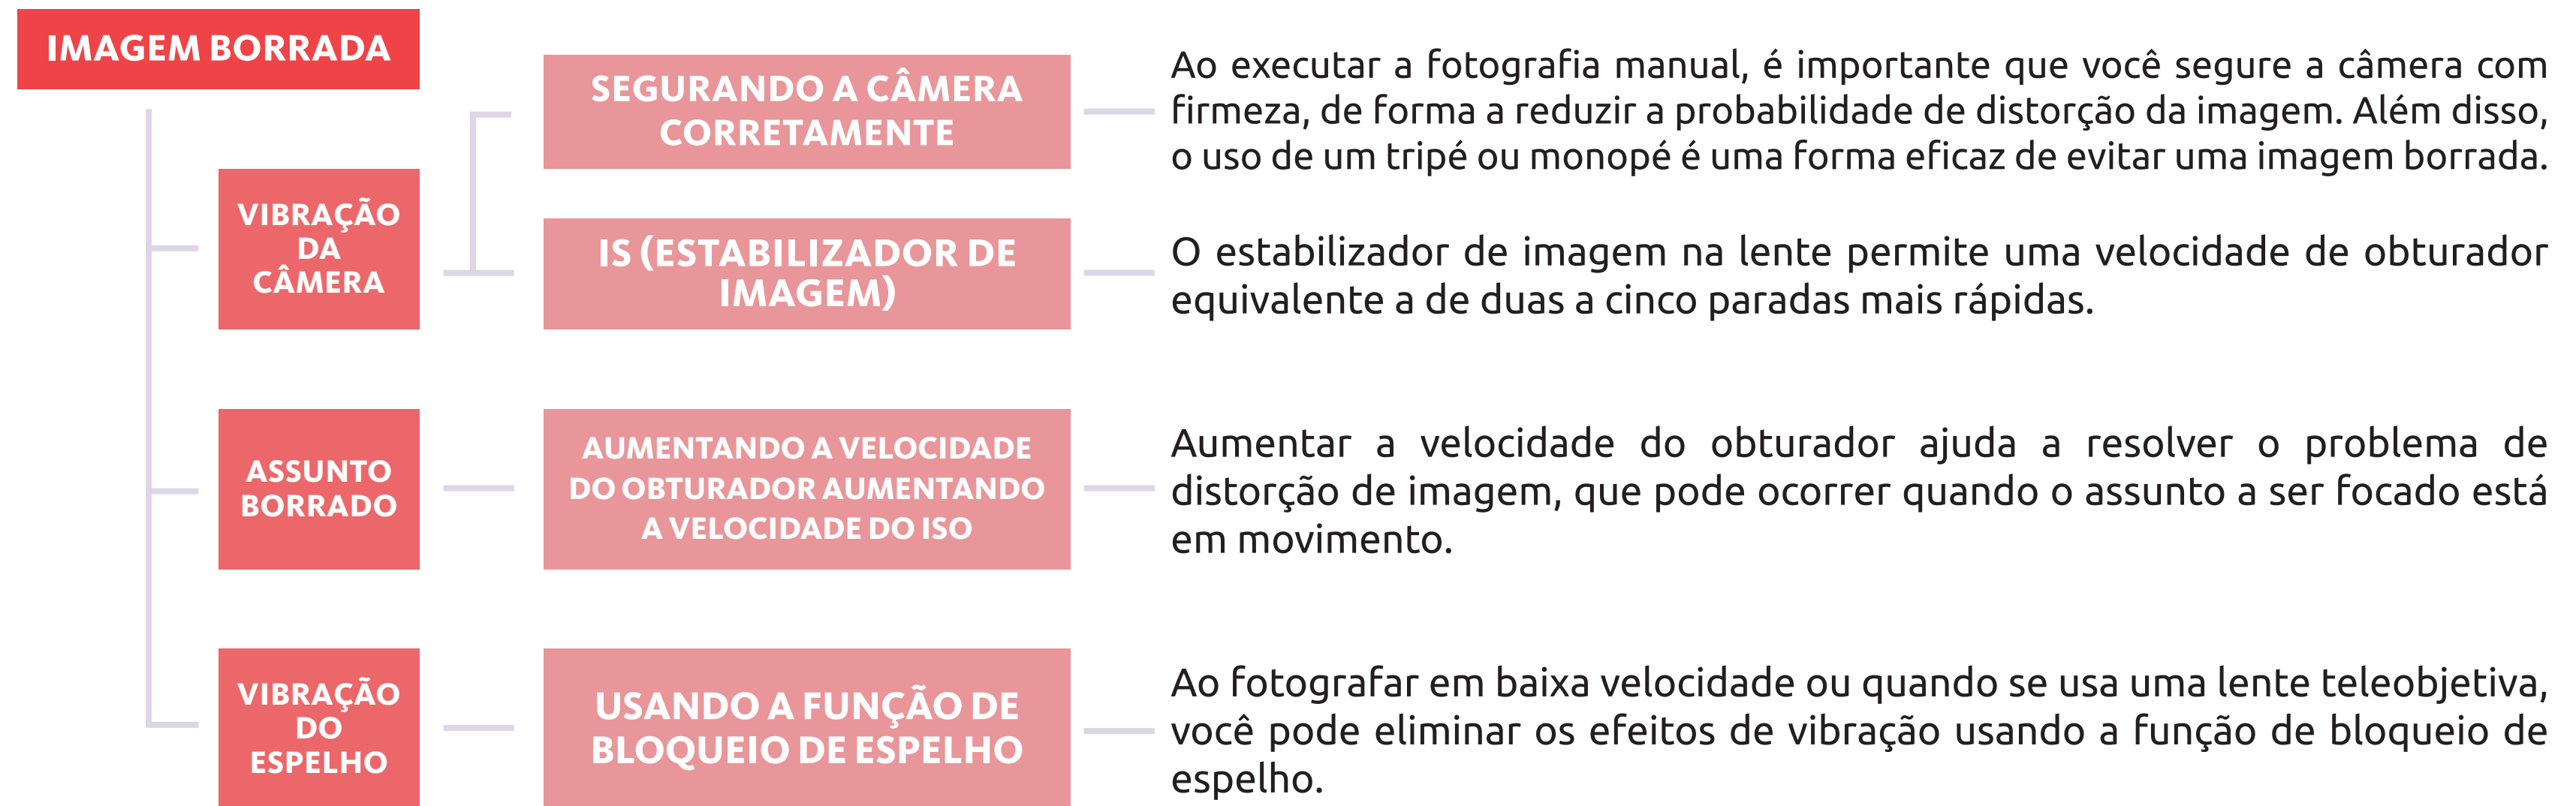 IMAGEM BORRADA
VIBRAÇÃO
DA
CÂMERA
SEGURANDO A CÂMERA
CORRETAMENTE
Ao executar a fotografia manual, é importante que você segure a câmera com
firmeza, de forma a reduzir a probabilidade de distorção da imagem. Além disso,
o uso de um tripé ou monopé é uma forma eficaz de evitar uma imagem borrada.
IS (ESTABILIZADOR DE
IMAGEM)
O estabilizador de imagem na lente permite uma velocidade de obturador
equivalente a de duas a cinco paradas mais rápidas.
ASSUNTO
BORRADO
AUMENTANDO A VELOCIDADE
DO OBTURADOR AUMENTANDO
A VELOCIDADE DO ISO
Aumentar a velocidade do obturador ajuda a resolver o problema de
distorção de imagem, que pode ocorrer quando o assunto a ser focado está
em movimento.
VIBRAÇÃO
DO
ESPELHO
USANDO A FUNÇÃO DE
BLOQUEIO DE ESPELHO
Ao fotografar em baixa velocidade ou quando se usa uma lente teleobjetiva,
você pode eliminar os efeitos de vibração usando a função de bloqueio de
espelho.